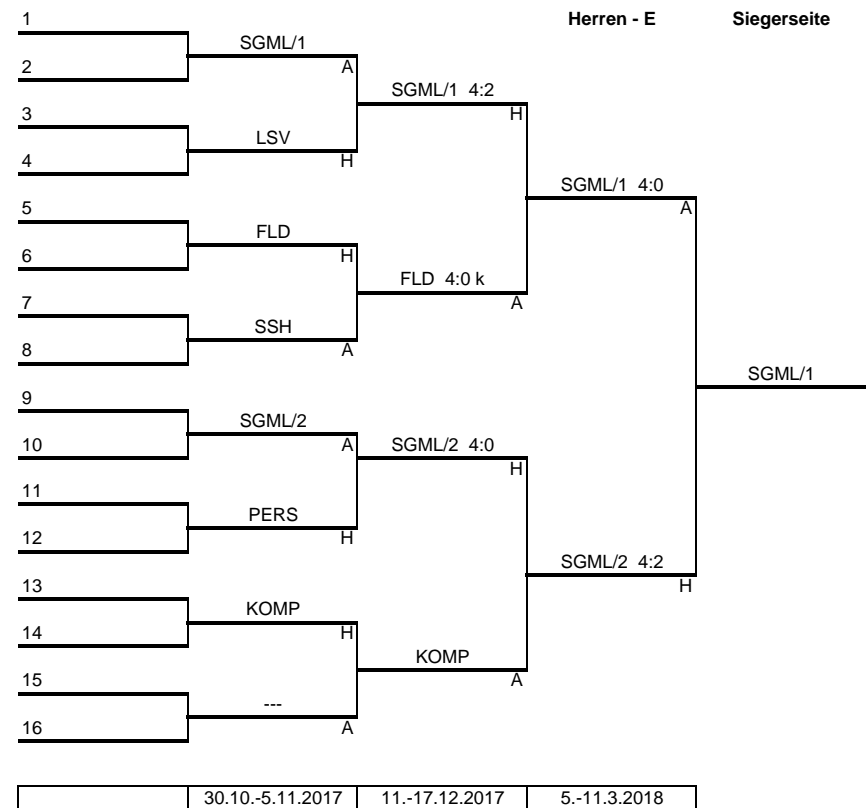 1 Herren - E Siegerseite
SGML/1
2 A
SGML/1 4:2
3 H
LSV
4 H
SGML/1 4:0
5 A
FLD
6 H
FLD 4:0 k
7 A
SSH
8 A
SGML/1
9
SGML/2
10 A SGML/2 4:0
H
11
PERS
12 H
SGML/2 4:2
13 H
KOMP
14 H
KOMP
15 A
---
16 A
30.10.-5.11.2017 11.-17.12.2017 5.-11.3.2018